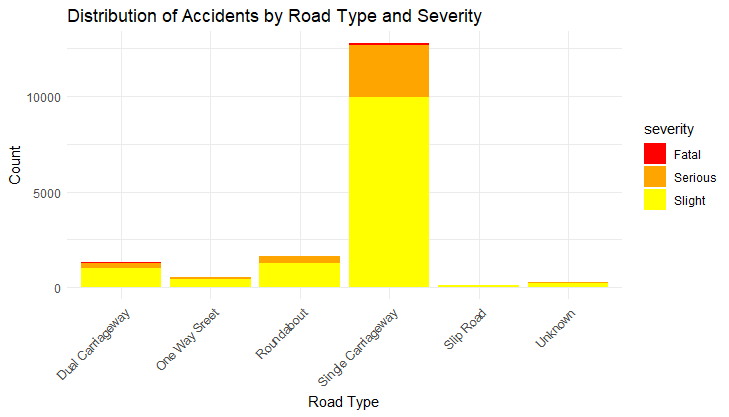 Distribution of Accidents by Road Type and Severity
Count
10000
5000
0
Dual Carriageway
One Way Sreet
Roundabout
Single Carriageway
Slip Road
Unknown
Road Type
severity
Fatal
Serious
Slight